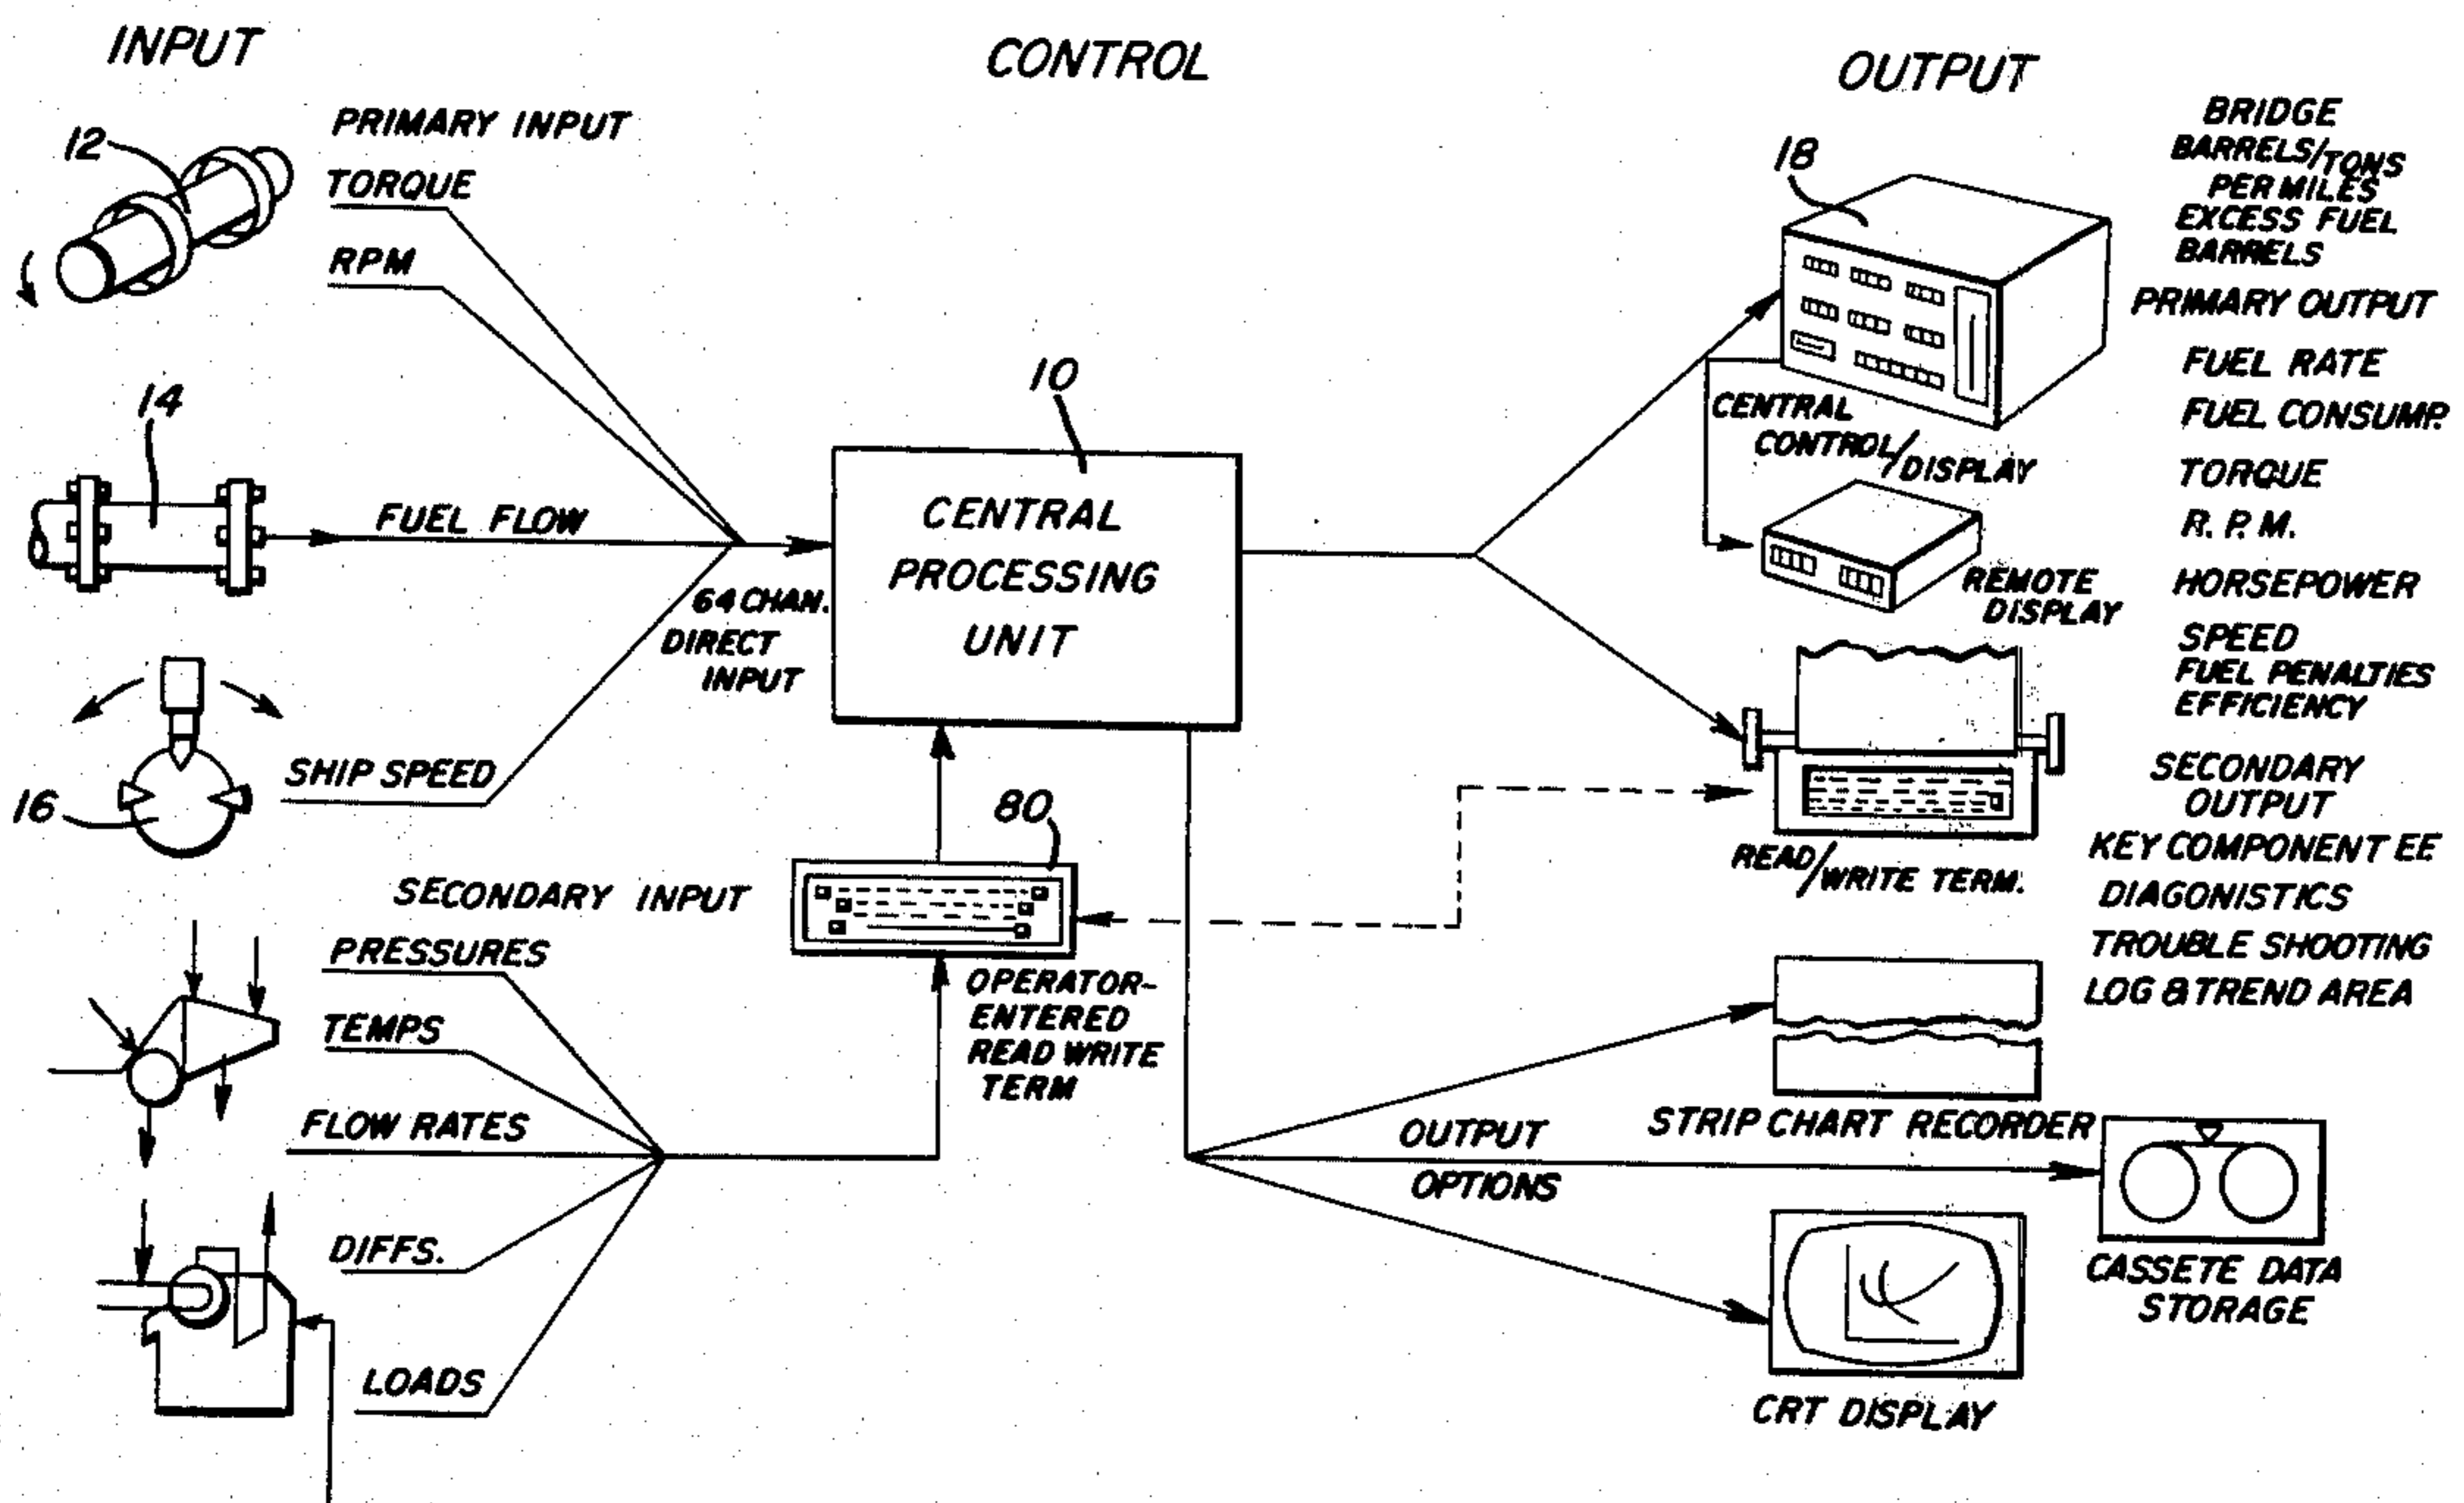 INPUT
CONTROL
OUTPUT
12
PRIMARY INPUT
TORQUE
RPM
14
FUEL FLOW
64 CHAN.
DIRECT
INPUT
16
SHIP SPEED
SECONDARY INPUT
PRESSURES
TEMPS
FLOW RATES
DIFFS.
LOADS
10
CENTRAL
PROCESSING
UNIT
80
OPERATOR-
ENTERED
READ WRITE
TERM
18
CENTRAL
CONTROL/DISPLAY
REMOTE
DISPLAY
READ/WRITE TERM.
STRIP CHART RECORDER
OUTPUT
OPTIONS
CASSETE DATA
STORAGE
CRT DISPLAY
BRIDGE
BARRELS/TONS
PER MILES
EXCESS FUEL
BARRELS
PRIMARY OUTPUT
FUEL RATE
FUEL CONSUMP.
TORQUE
R.P.M.
HORSEPOWER
SPEED
FUEL PENALTIES
EFFICIENCY
SECONDARY
OUTPUT
KEY COMPONENT EE
DIAGONISTICS
TROUBLE SHOOTING
LOG & TREND AREA